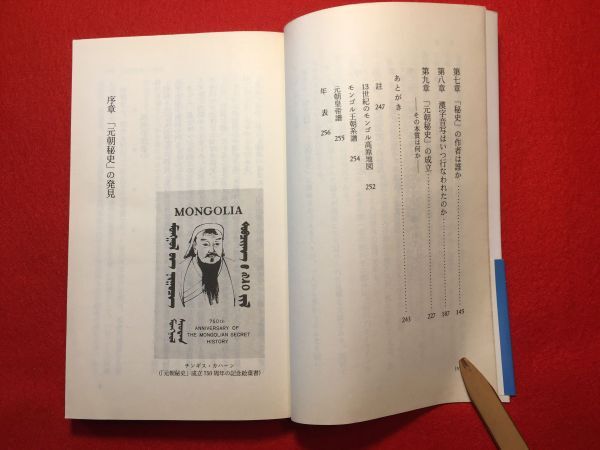 第七章 『秘史』の作者は誰か 145
第八章 漢字音写はいつ行なわれたのか 187
第九章 『元朝秘史』の成立 227
――その本質は何か――
あとがき 243
註 247
13世紀のモンゴル高原地図 252
モンゴル王朝系譜 254
元朝皇帝譜 255
年表 256
序章 『元朝秘史』の発見
MONGOLIA
750th
ANNIVERSARY OF
THE MONGOLIAN SECRET
HISTORY
チンギス・カハーン
(『元朝秘史』成立750周年の記念絵葉書)